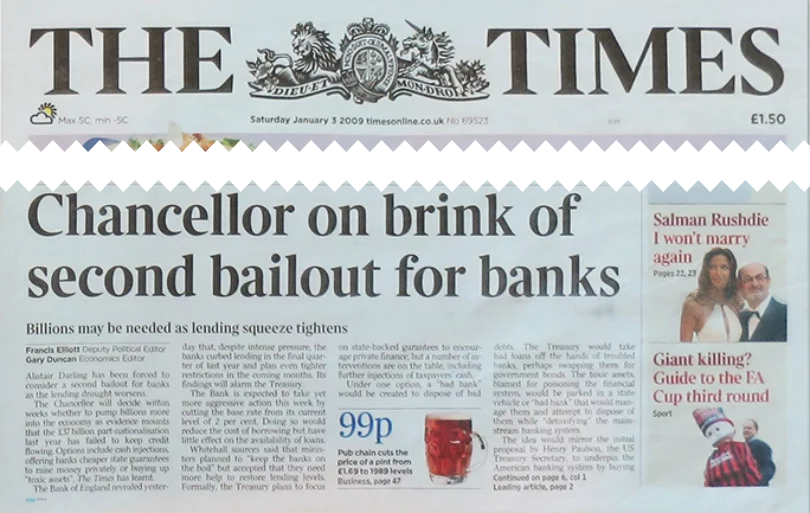 THE TIMES
DIEU ET MON DROIT
Max 5C, min -5C
Saturday January 3 2009 timesonline.co.uk No 69523
£1.50
Chancellor on brink of
second bailout for banks
Billions may be needed as lending squeeze tightens
Francis Elliott Deputy Political Editor
Gary Duncan Economics Editor
Alistair Darling has been forced to
consider a second bailout for banks
as the lending drought worsens.
The Chancellor will decide within
weeks whether to pump billions more
into the economy as evidence mounts
that the £37 billion part-nationalisation
last year has failed to keep credit
flowing. Options include cash injections,
offering banks cheaper state guarantees
to raise money privately or buying up
"toxic assets", The Times has learnt.
The Bank of England revealed yester-
day that, despite intense pressure, the
banks curbed lending in the final quar-
ter of last year and plan even tighter
restrictions in the coming months. Its
findings will alarm the Treasury.
The Bank is expected to take yet
more aggressive action this week by
cutting the base rate from its current
level of 2 per cent. Doing so would
reduce the cost of borrowing but have
little effect on the availability of loans.
Whitehall sources said that minis-
ters planned to "keep the banks on
the boil" but accepted that they need
more help to restore lending levels.
Formally, the Treasury plans to focus
on state-backed gurantees to encour-
age private finance, but a number of in-
terventions are on the table, including
further injections of taxpayers' cash.
Under one option, a "bad bank"
would be created to dispose of bad
99p
Pub chain cuts the
price of a pint from
£1.69 to 1989 levels
Business, page 47
debts. The Treasury would take
bad loans off the hands of troubled
banks, perhaps swapping them for
government bonds. The toxic assets,
blamed for poisoning the financial
system, would be parked in a state
vehicle or "bad bank" that would man-
age them and attempt to dispose of
them while "detoxifying" the main-
stream banking system.
The idea would mirror the initial
proposal by Henry Paulson, the US
Treasury Secretary, to underpin the
American banking system by buying
Continued on page 6, col 1
Leading article, page 2
Salman Rushdie
I won't marry
again
Pages 22, 23
Giant killing?
Guide to the FA
Cup third round
Sport